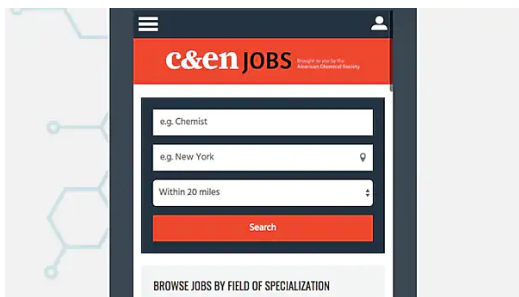 c&en JOBS
Brought to you by the
American Chemical Society
e.g. Chemist
e.g. New York
Within 20 miles
Search
BROWSE JOBS BY FIELD OF SPECIALIZATION